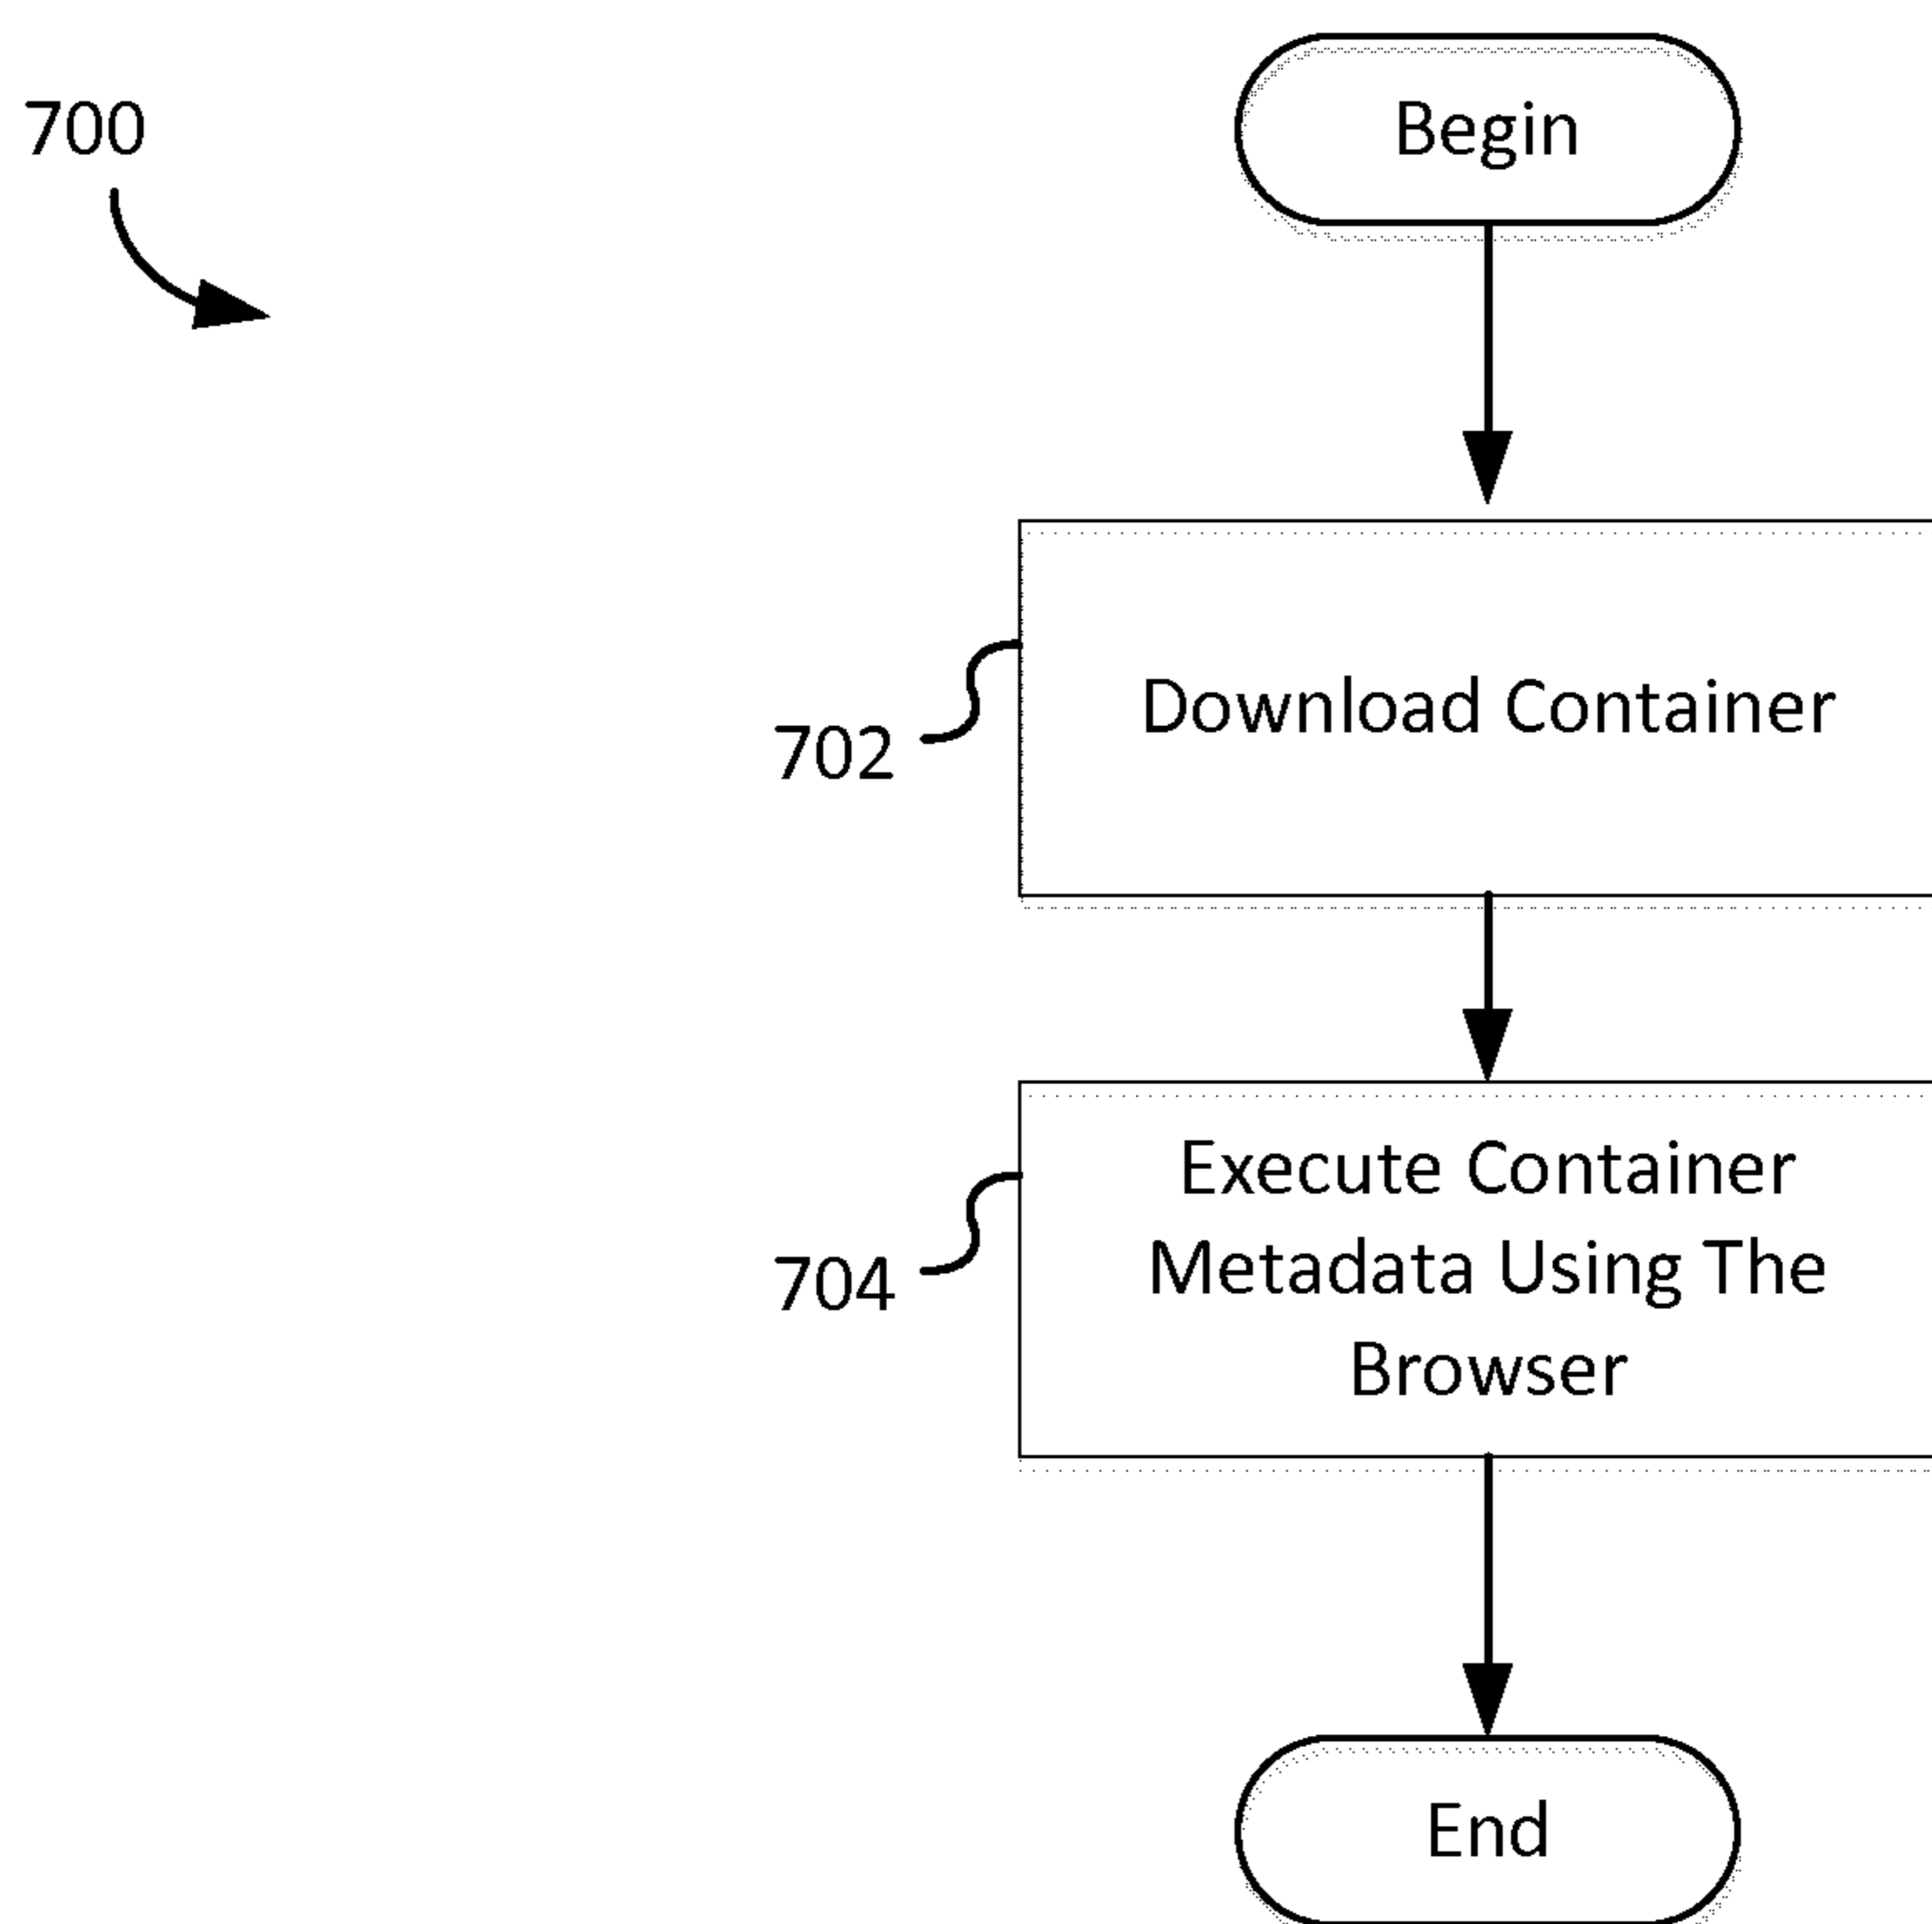 700
Begin
702
Download Container
704
Execute Container
Metadata Using The
Browser
End